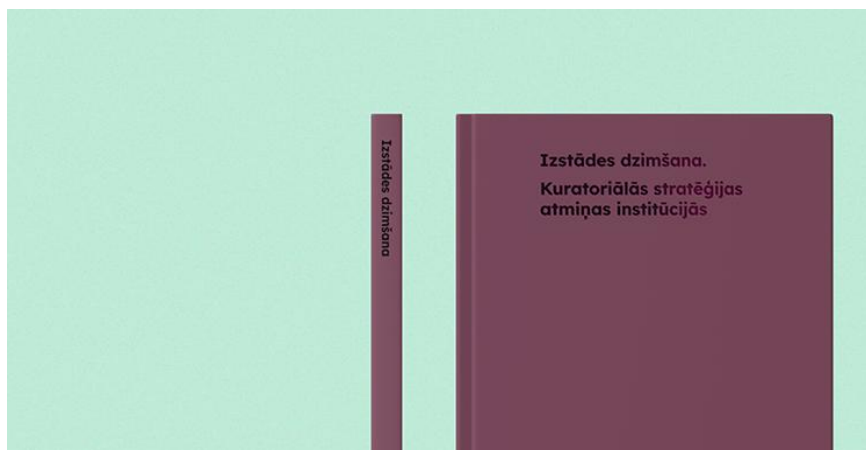 Izstādes dzimšana
Izstādes dzimšana.
Kuratoriālās stratēģijas
atmiņas institūcijās